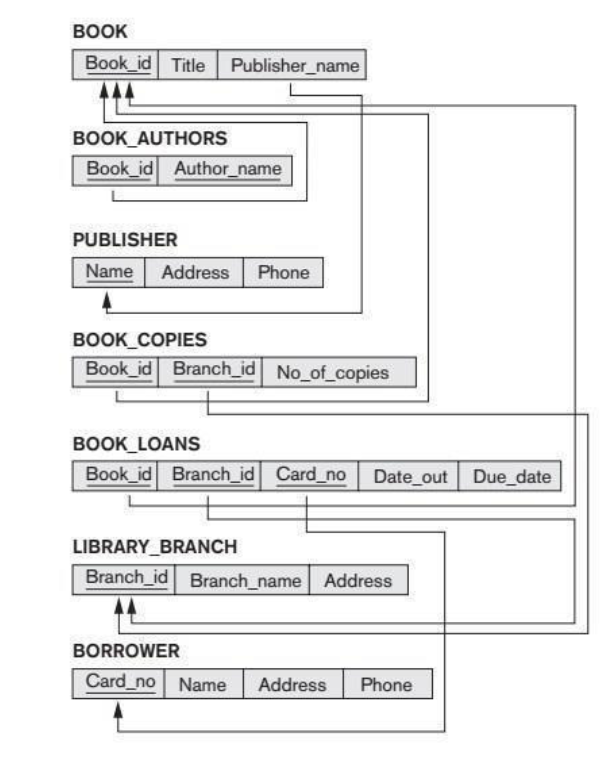 BOOK
Book_id Title Publisher_name
BOOK_AUTHORS
Book_id Author_name
PUBLISHER
Name Address Phone
BOOK_COPIES
Book_id Branch_id No_of_copies
BOOK_LOANS
Book_id Branch_id Card_no Date_out Due_date
LIBRARY_BRANCH
Branch_id Branch_name Address
BORROWER
Card_no Name Address Phone